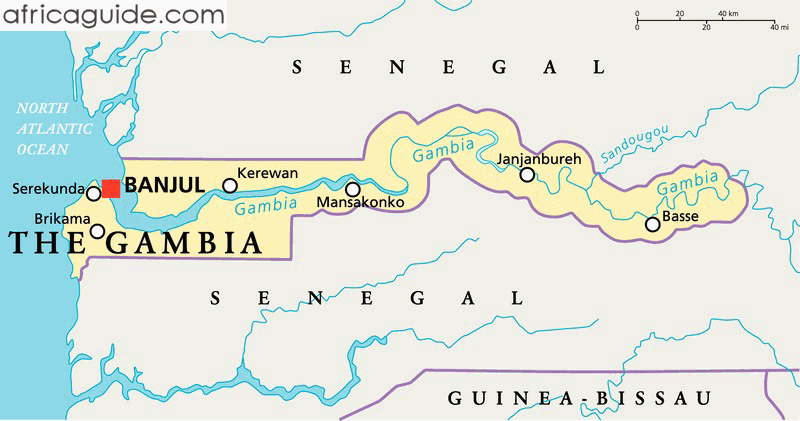 africaguide.com
0 20 40 km
0 20 40 mi
SENEGAL
NORTH
ATLANTIC
OCEAN
Sandougou
Gambia
Janjanbureh
Kerewan
Gambia
BANJUL
Serekunda
Mansakonko
Gambia
Basse
Brikama
THE GAMBIA
SENEGAL
GUINEA-BISSAU